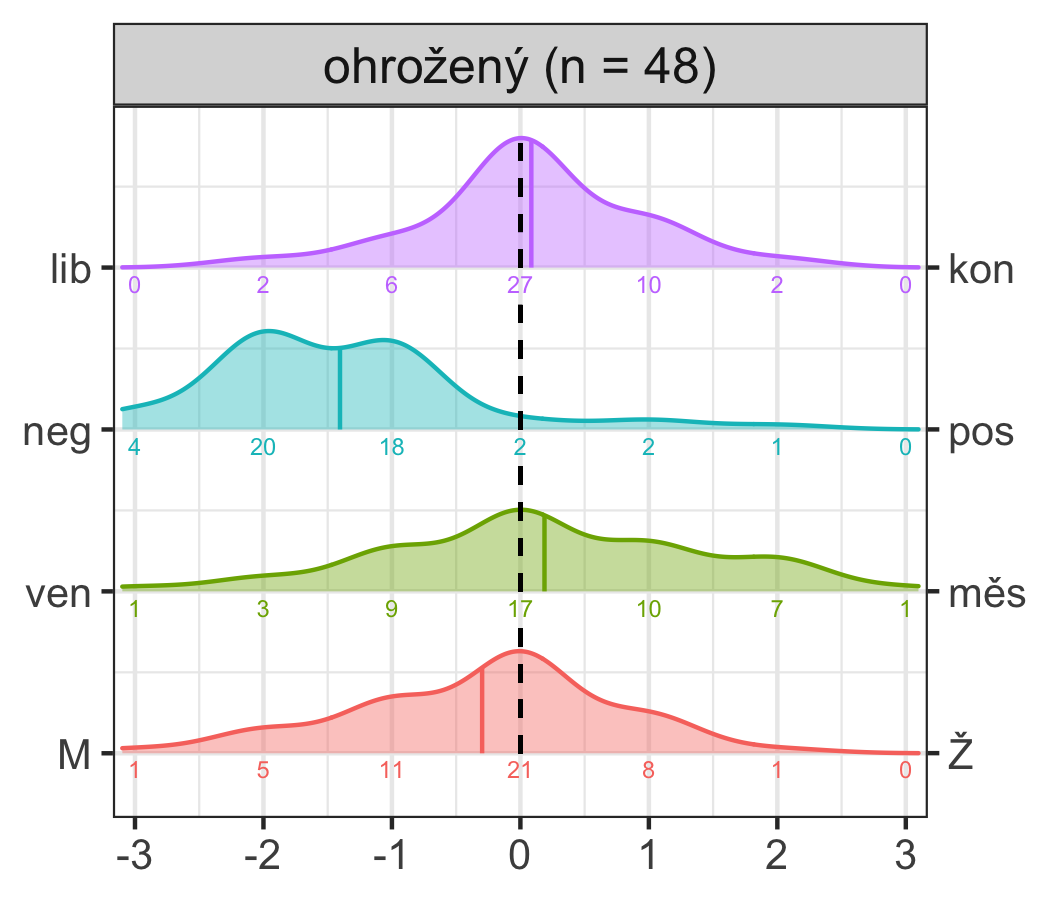 ohrožený (n = 48)
lib kon
0 2 6 27 10 2 0
neg pos
4 20 18 2 2 1 0
ven měs
1 3 9 17 10 7 1
M Ž
1 5 11 21 8 1 0
-3 -2 -1 0 1 2 3